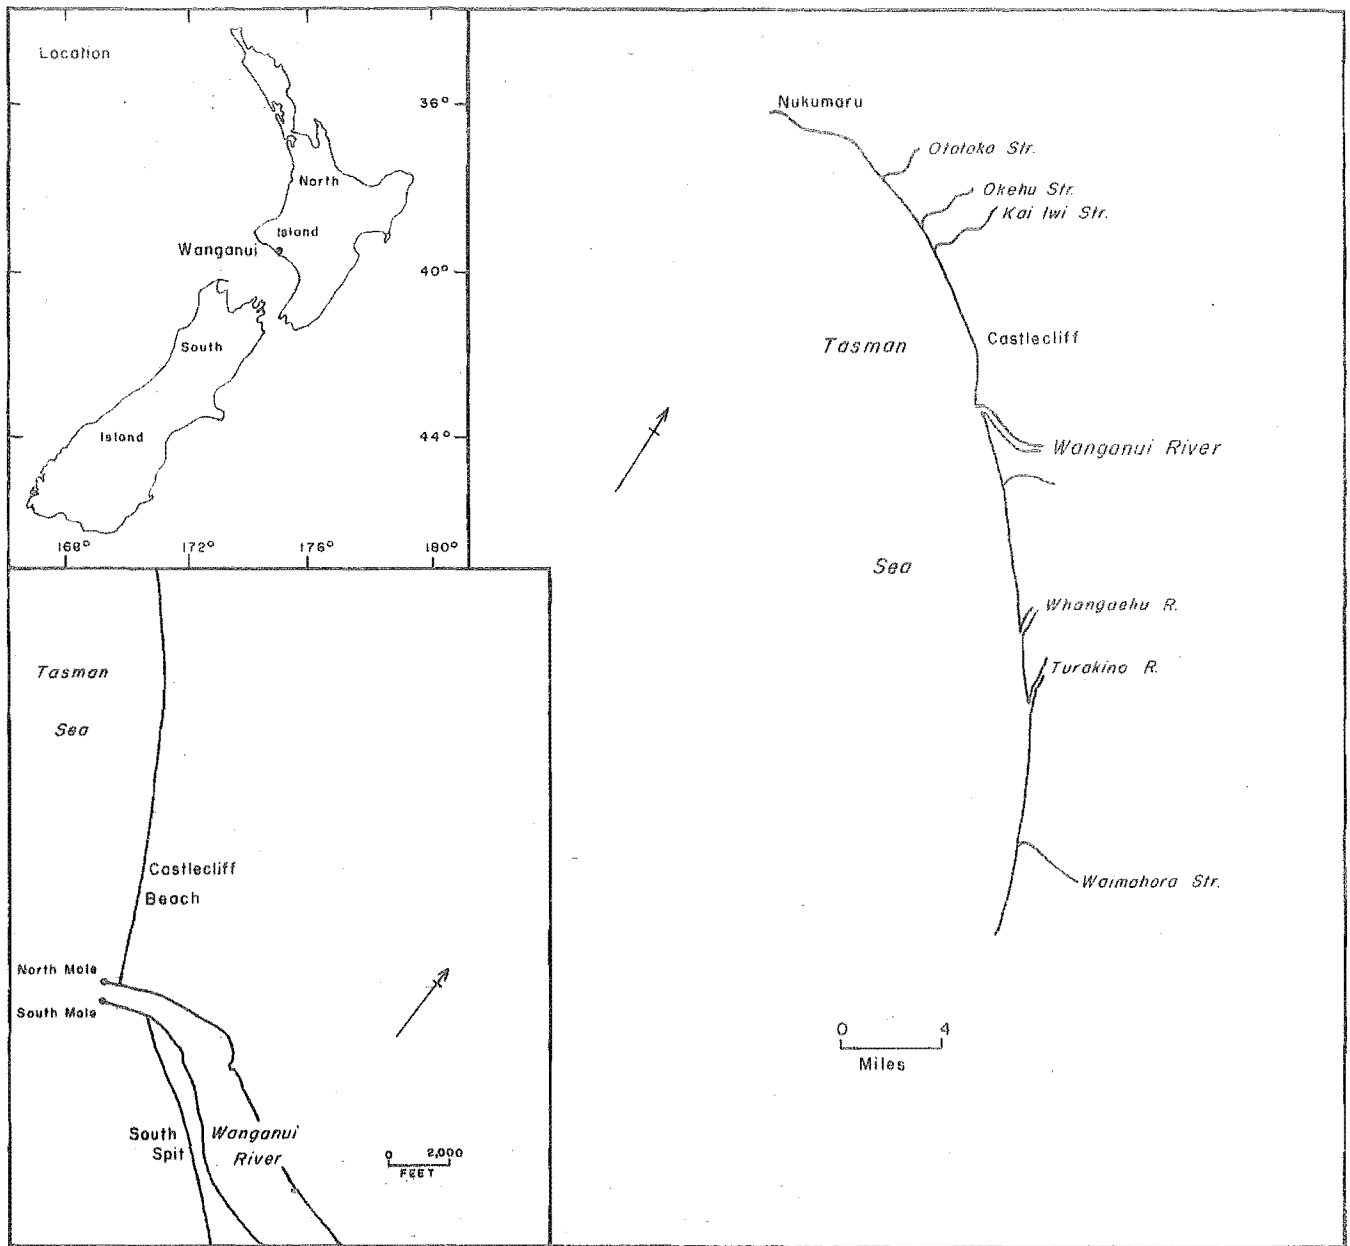 Location
36°
North
Island
Wanganui
40°
South
Island
44°
168°
172°
176°
180°
Nukumaru
Ototoka Str.
Okehu Str.
Kai Iwi Str.
Castlecliff
Tasman
Sea
Wanganui River
Whangaehu R.
Turakino R.
Waimahora Str.
0 4
Miles
Tasman
Sea
Castlecliff
Beach
North Mole
South Mole
South
Spit
Wanganui
River
0 2,000
FEET